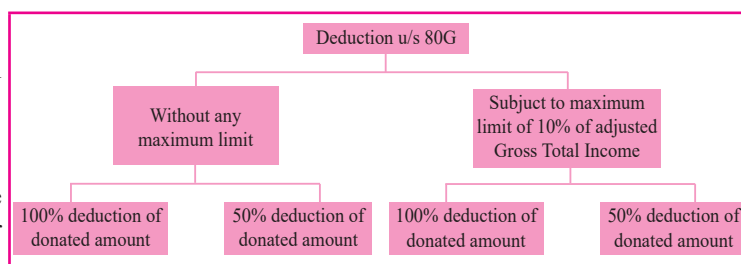 Deduction u/s 80G
Without any
maximum limit
Subjuct to maximum
limit of 10% of adjusted
Gross Total Income
100% deduction of
donated amount
50% deduction of
donated amount
100% deduction of
donated amount
50% deduction of
donated amount